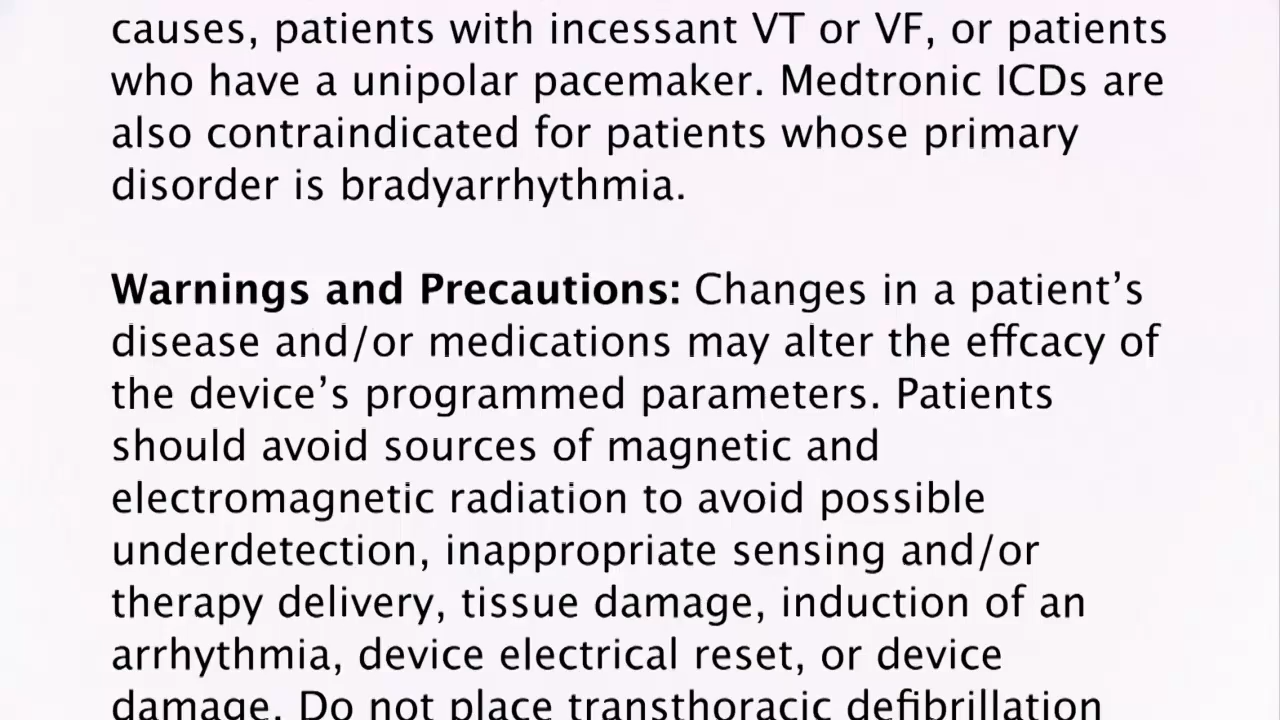 causes, patients with incessant VT or VF, or patients
who have a unipolar pacemaker. Medtronic ICDs are
also contraindicated for patients whose primary
disorder is bradyarrhythmia.
Warnings and Precautions: Changes in a patient’s
disease and/or medications may alter the effcacy of
the device’s programmed parameters. Patients
should avoid sources of magnetic and
electromagnetic radiation to avoid possible
underdetection, inappropriate sensing and/or
therapy delivery, tissue damage, induction of an
arrhythmia, device electrical reset, or device
damage. Do not place transthoracic defibrillation